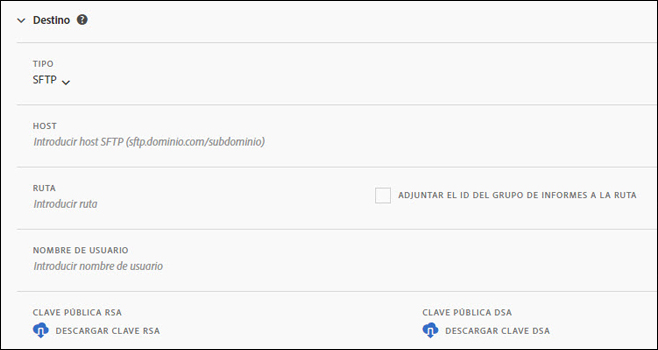 Destino
TIPO
SFTP
HOST
Introducir host SFTP (sftp.dominio.com/subdominio)
RUTA
Introducir ruta
ADJUNTAR EL ID DEL GRUPO DE INFORMES A LA RUTA
NOMBRE DE USUARIO
Introducir nombre de usuario
CLAVE PÚBLICA RSA
DESCARGAR CLAVE RSA
CLAVE PÚBLICA DSA
DESCARGAR CLAVE DSA